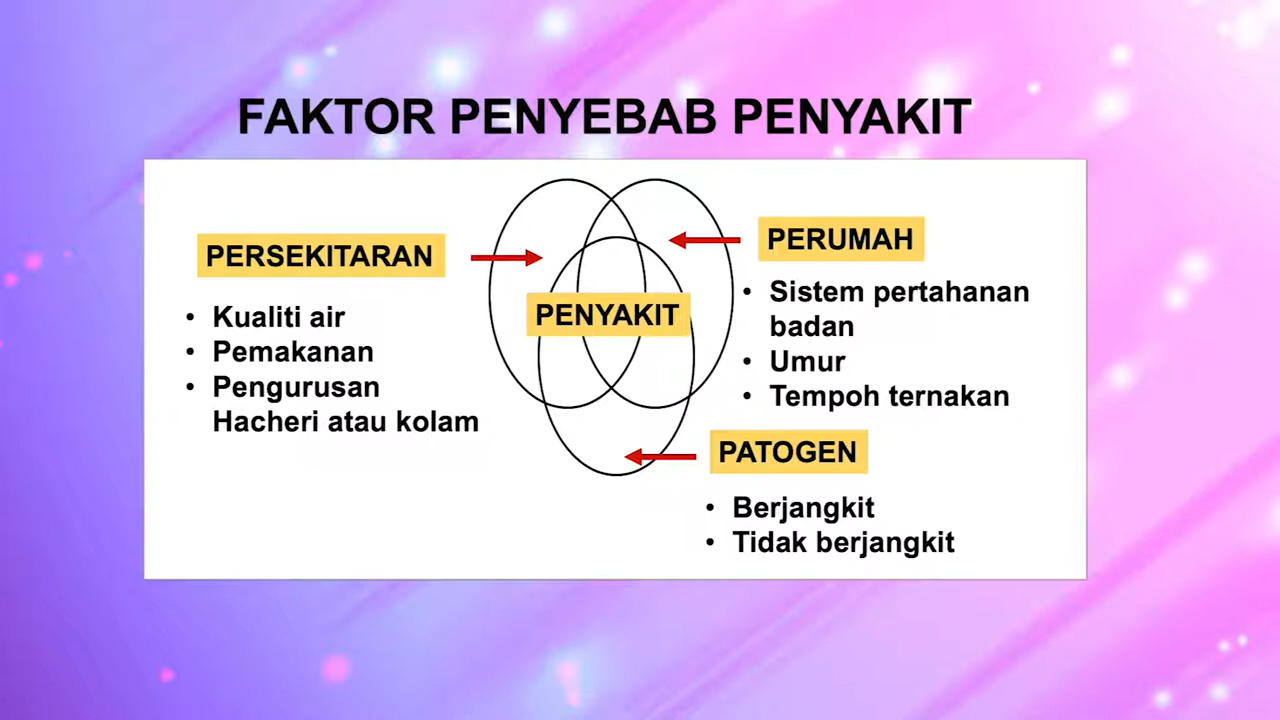 FAKTOR PENYEBAB PENYAKIT
PERSEKITARAN
• Kualiti air
• Pemakanan
• Pengurusan
Hacheri atau kolam
PENYAKIT
PERUMAH
• Sistem pertahanan
badan
• Umur
• Tempoh ternakan
PATOGEN
• Berjangkit
• Tidak berjangkit